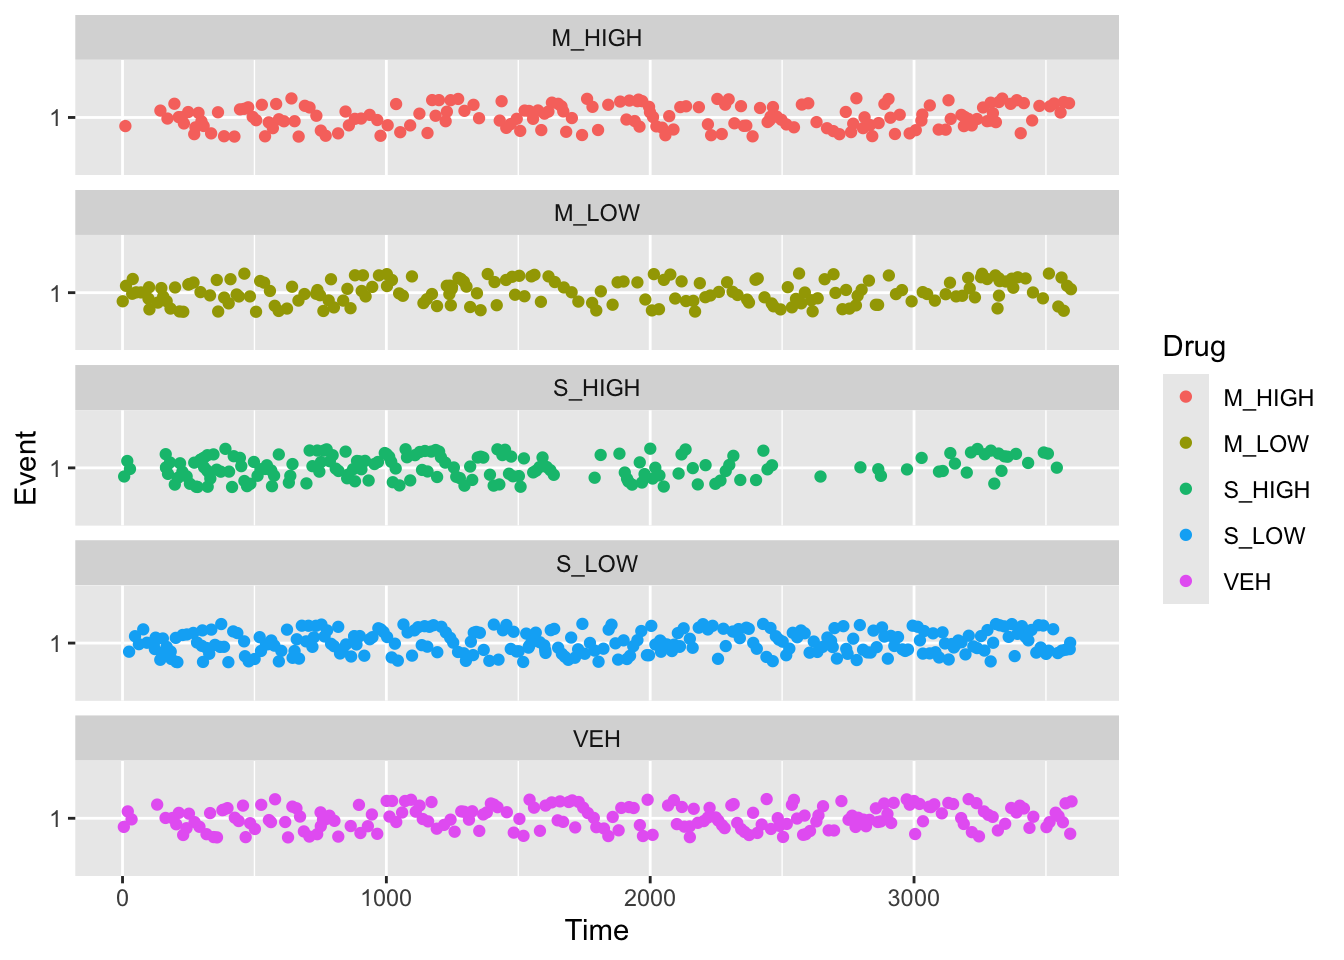 M_HIGH
1
M_LOW
1
S_HIGH
1
S_LOW
1
VEH
1
0 1000 2000 3000
Time
Event
Drug
M_HIGH
M_LOW
S_HIGH
S_LOW
VEH